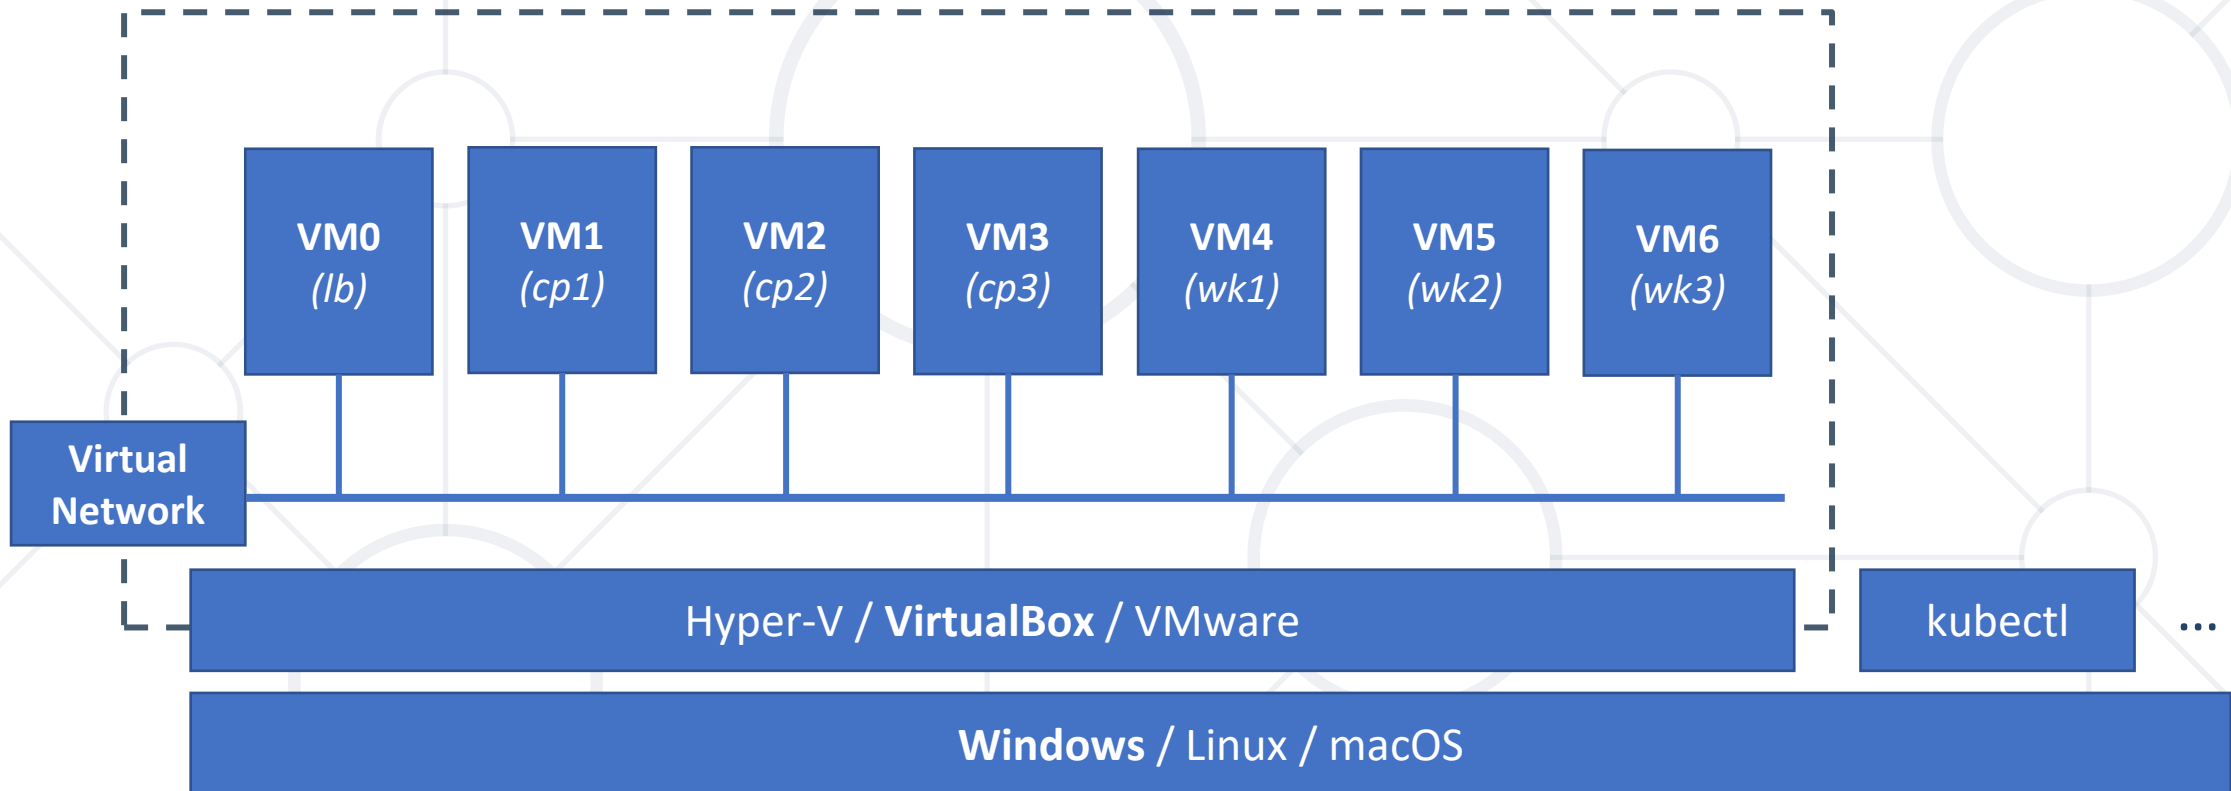 VM0
(lb)
VM1
(cp1)
VM2
(cp2)
VM3
(cp3)
VM4
(wk1)
VM5
(wk2)
VM6
(wk3)
Virtual
Network
Hyper-V / VirtualBox / VMware
kubectl
...
Windows / Linux / macOS